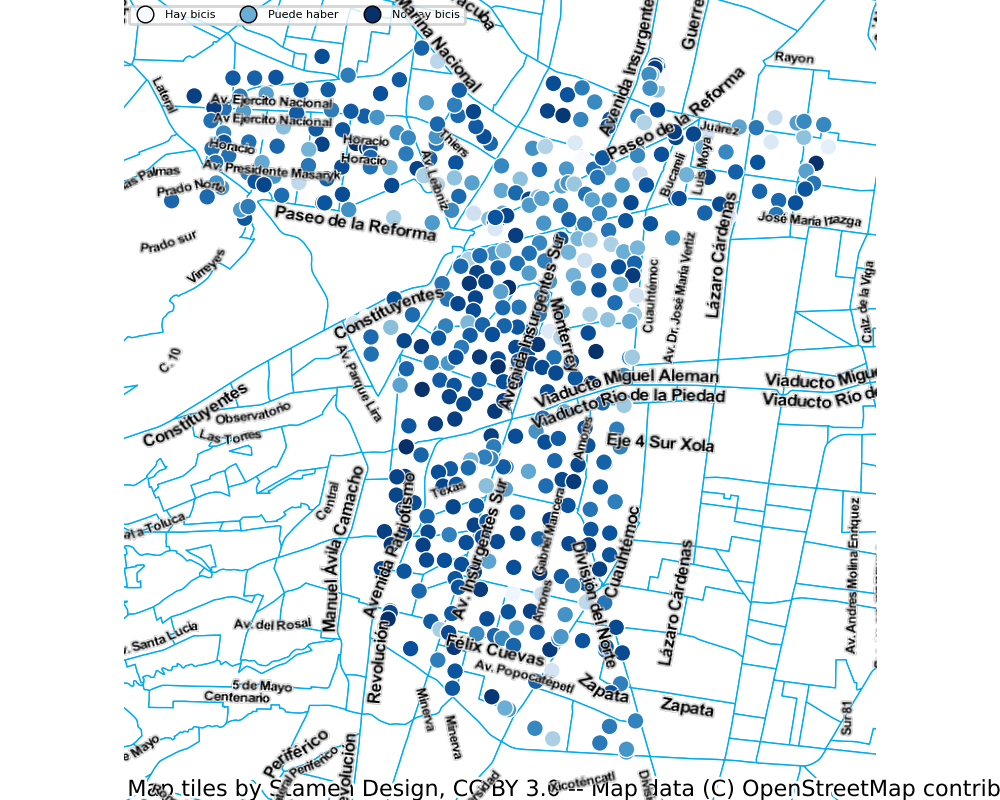 Hay bicis
Puede haber
No hay bicis
Marina Nacional
Avenida Insurgente
Guerre
Rayon
Lateral
Av. Ejercito Nacional
Av Ejercito Nacional
Paseo de la Reforma
Juárez
Horacio
Horacio
Horacio
Thiers
Bucareli
Luis Moya
as Palmas
Av. Presidente Masaryk
Av. Leibniz
Prado Norte
Paseo de la Reforma
José María Izazga
Prado sur
Virreyes
Lázaro Cárdenas
Cuauhtémoc
Av. Dr. José María Vertiz
Calz. de la Viga
Constituyentes
Avenida Insurgentes Sur
Monterrey
C. 10
Av. Parque Lira
Viaducto Miguel Aleman
Viaducto Migue
Viaducto Rio de la Piedad
Viaducto Rio de
Constituyentes
Observatorio
Las Torres
Amores
Eje 4 Sur Xola
Central
Manuel Ávila Camacho
Texas
Avenida Patriotismo
Av. Insurgentes Sur
Gabriel Mancera
Cuauhtémoc
Av. Andres Molina Enriquez
Toluca
División del Norte
Amores
Lázaro Cárdenas
Santa Lucia
Av. del Rosal
Revolución
Félix Cuevas
Av. Popocatépetl
Zapata
Zapata
5 de Mayo
Centenario
Minerva
Minerva
Sur 81
e Mayo
Periférico
Periferico
Xicoténcatl
Map tiles by Stamen Design, CC BY 3.0 -- Map data (C) OpenStreetMap contrib